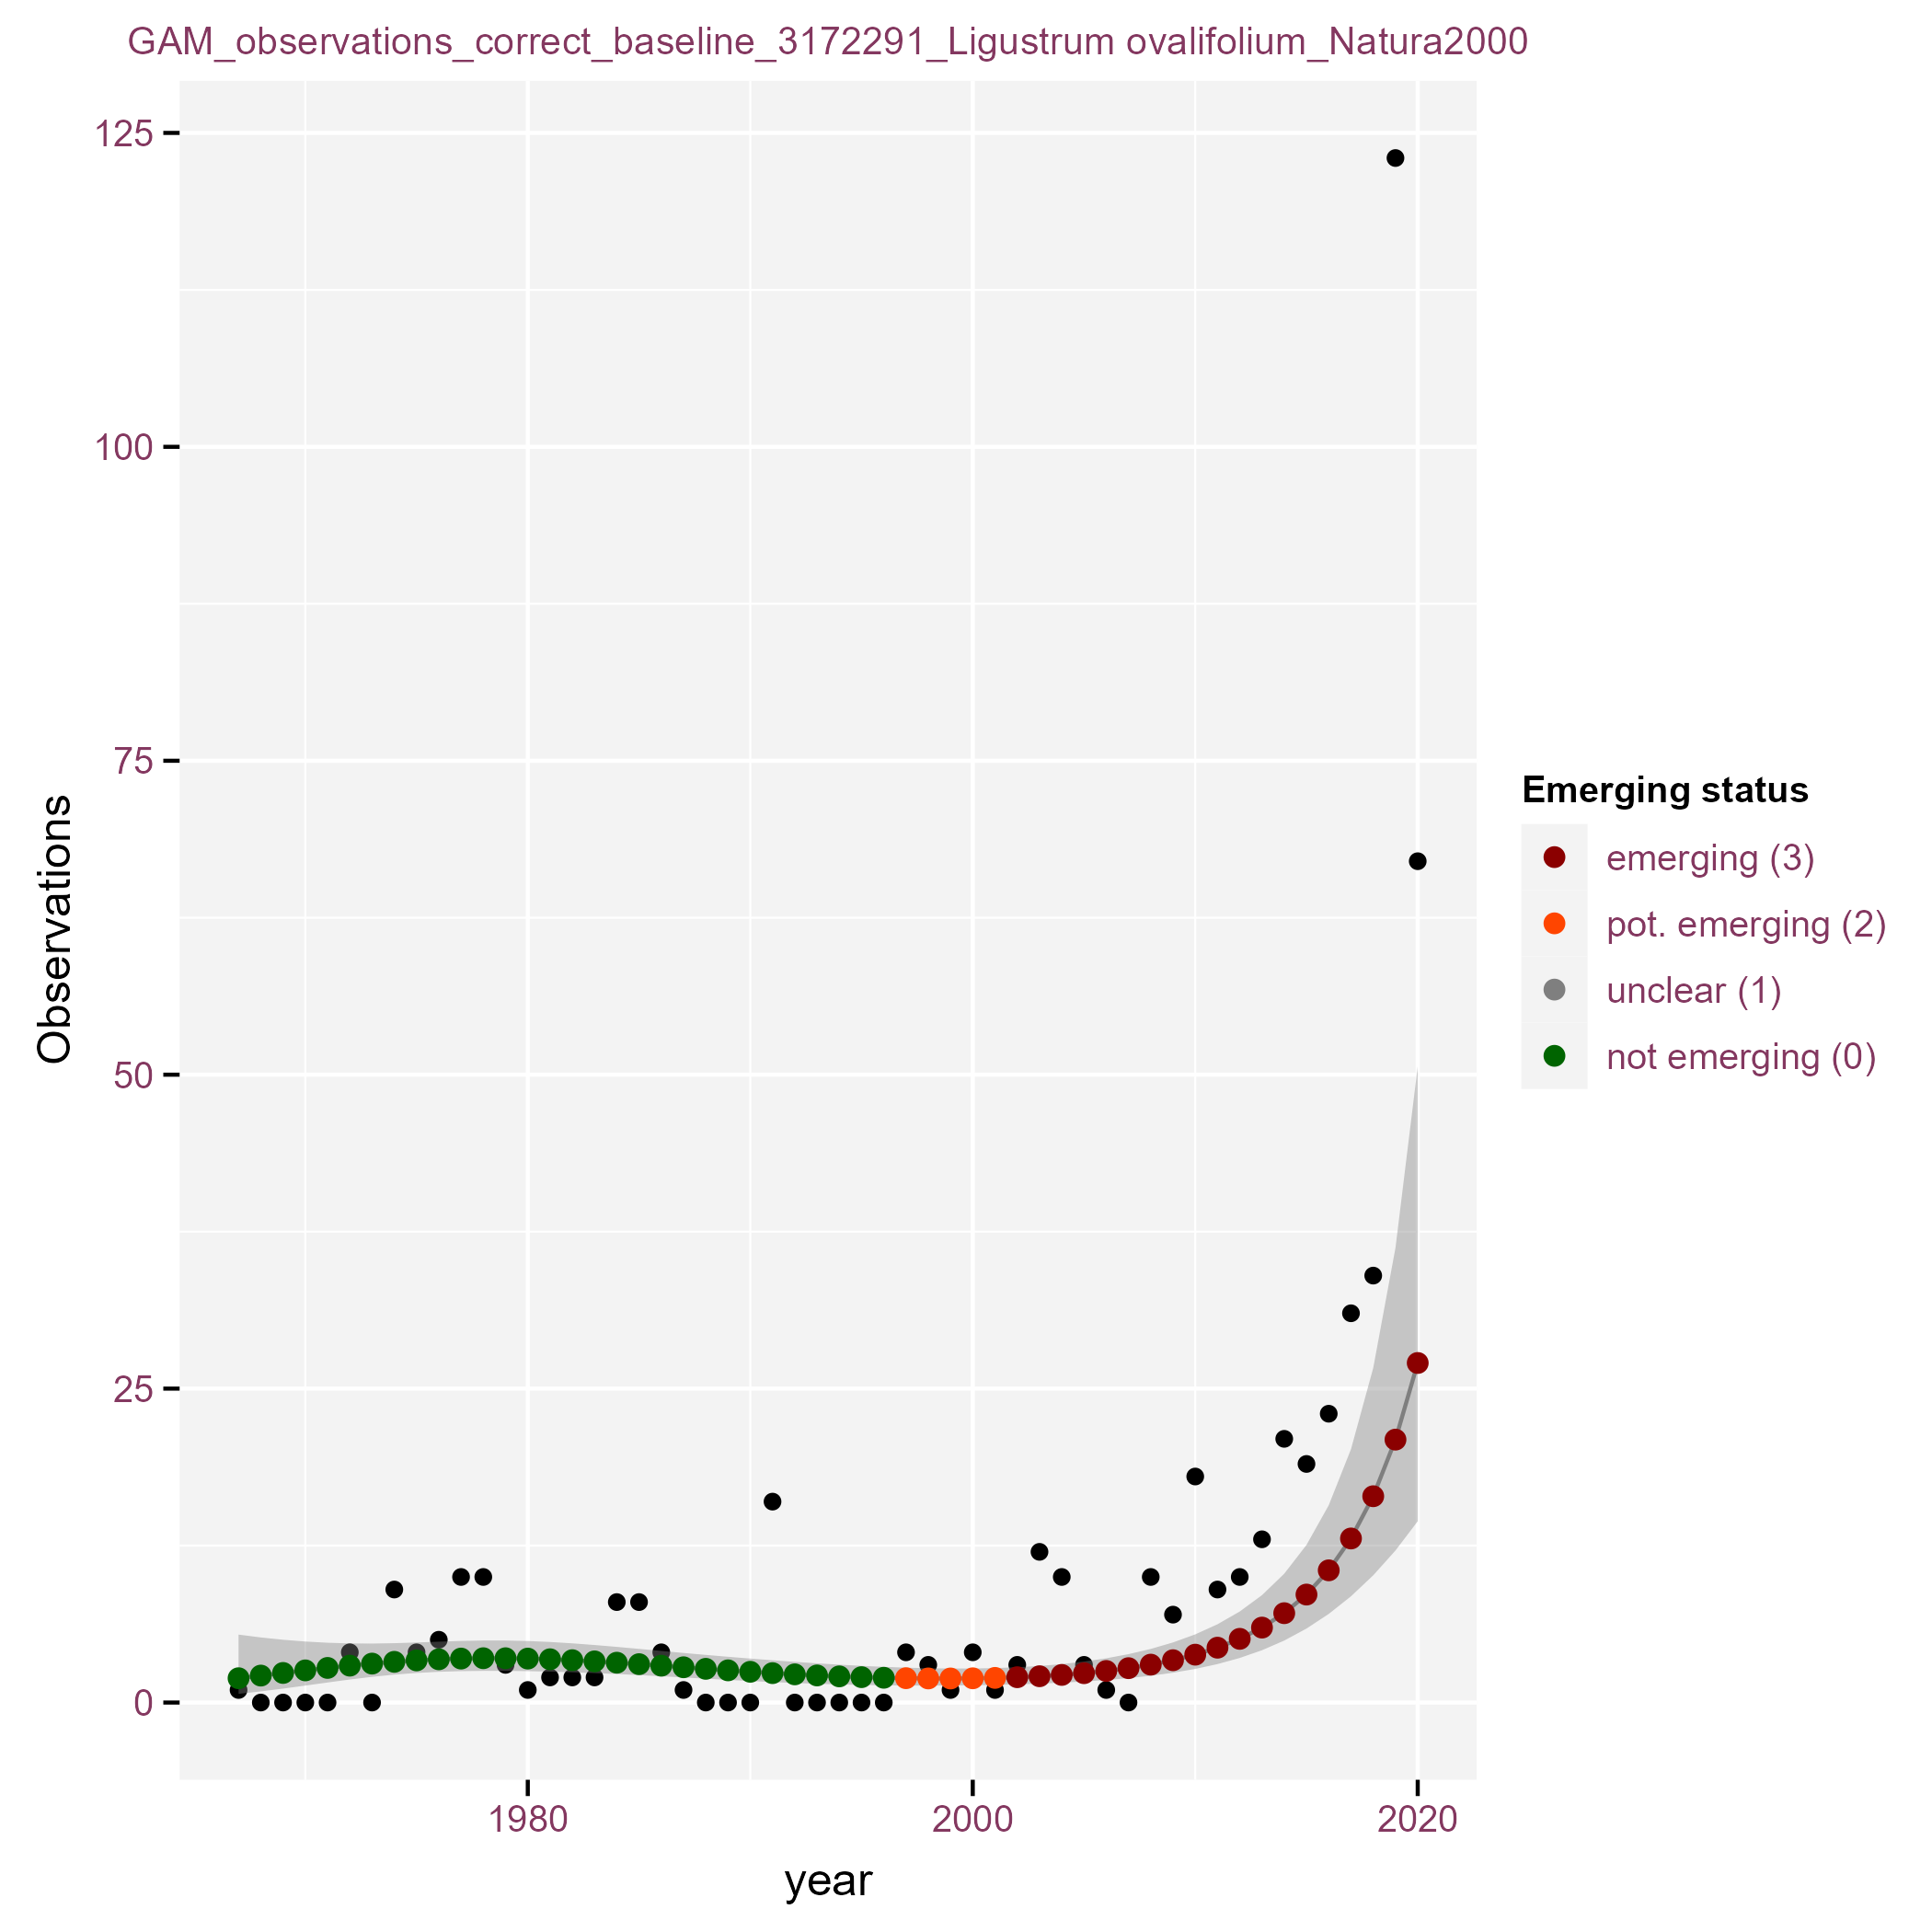 GAM_observations_correct_baseline_3172291_Ligustrum ovalifolium_Natura2000
125
100
75
50
25
0
Observations
1980
2000
2020
year
Emerging status
emerging (3)
pot. emerging (2)
unclear (1)
not emerging (0)